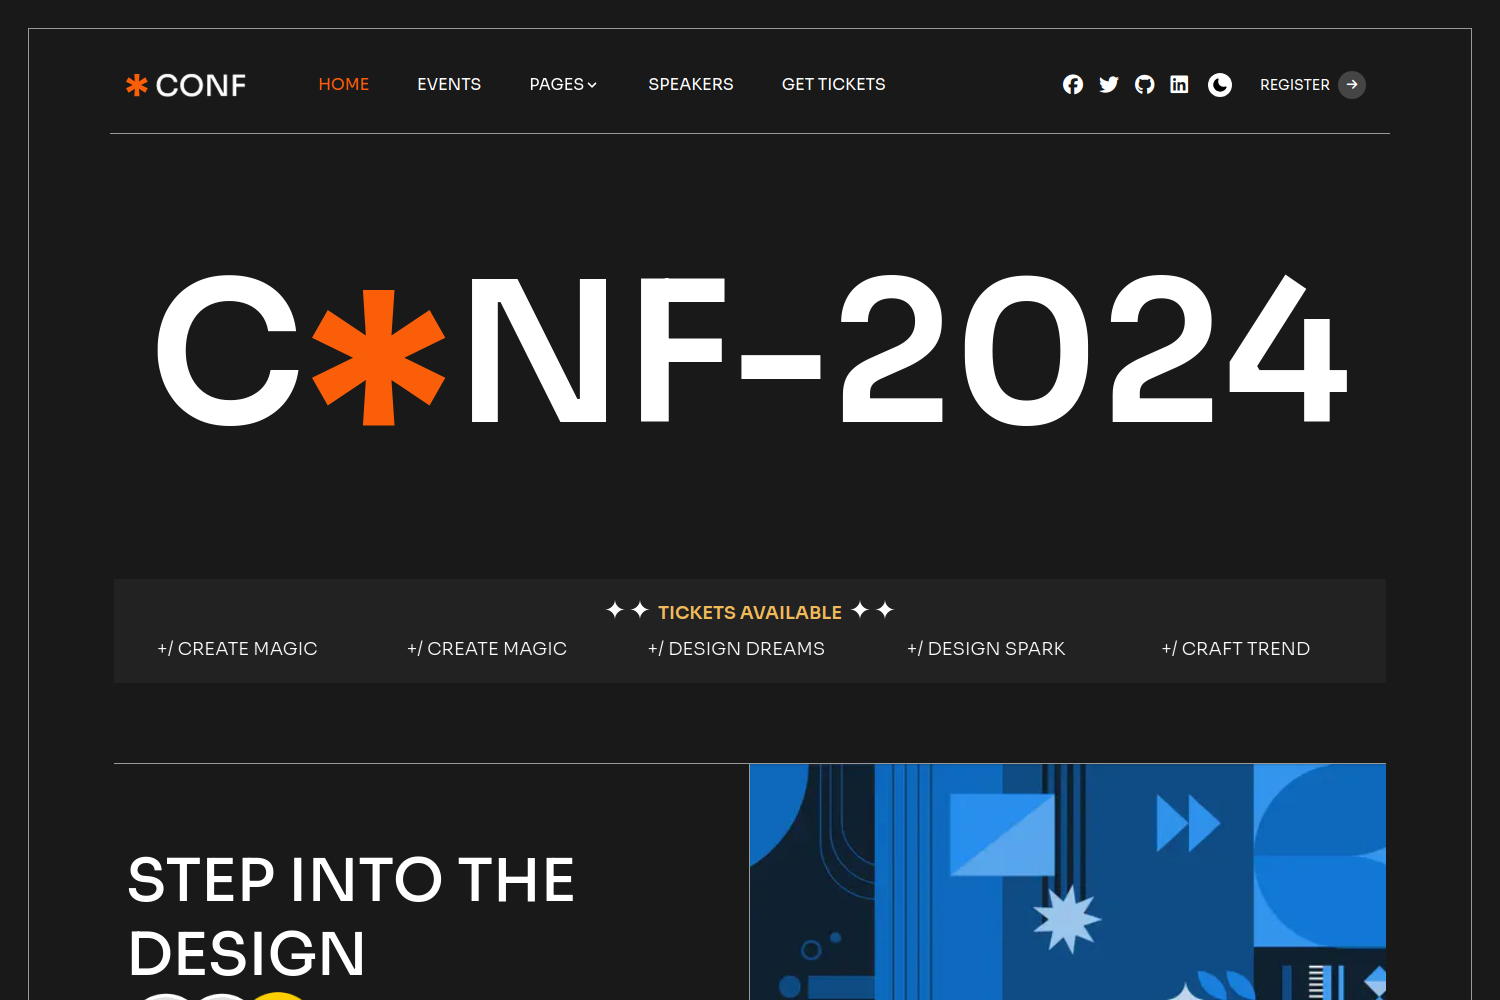 CONF
HOME
EVENTS
PAGES
SPEAKERS
GET TICKETS
REGISTER
C*NF-2024
TICKETS AVAILABLE
+/ CREATE MAGIC
+/ CREATE MAGIC
+/ DESIGN DREAMS
+/ DESIGN SPARK
+/ CRAFT TREND
STEP INTO THE
DESIGN